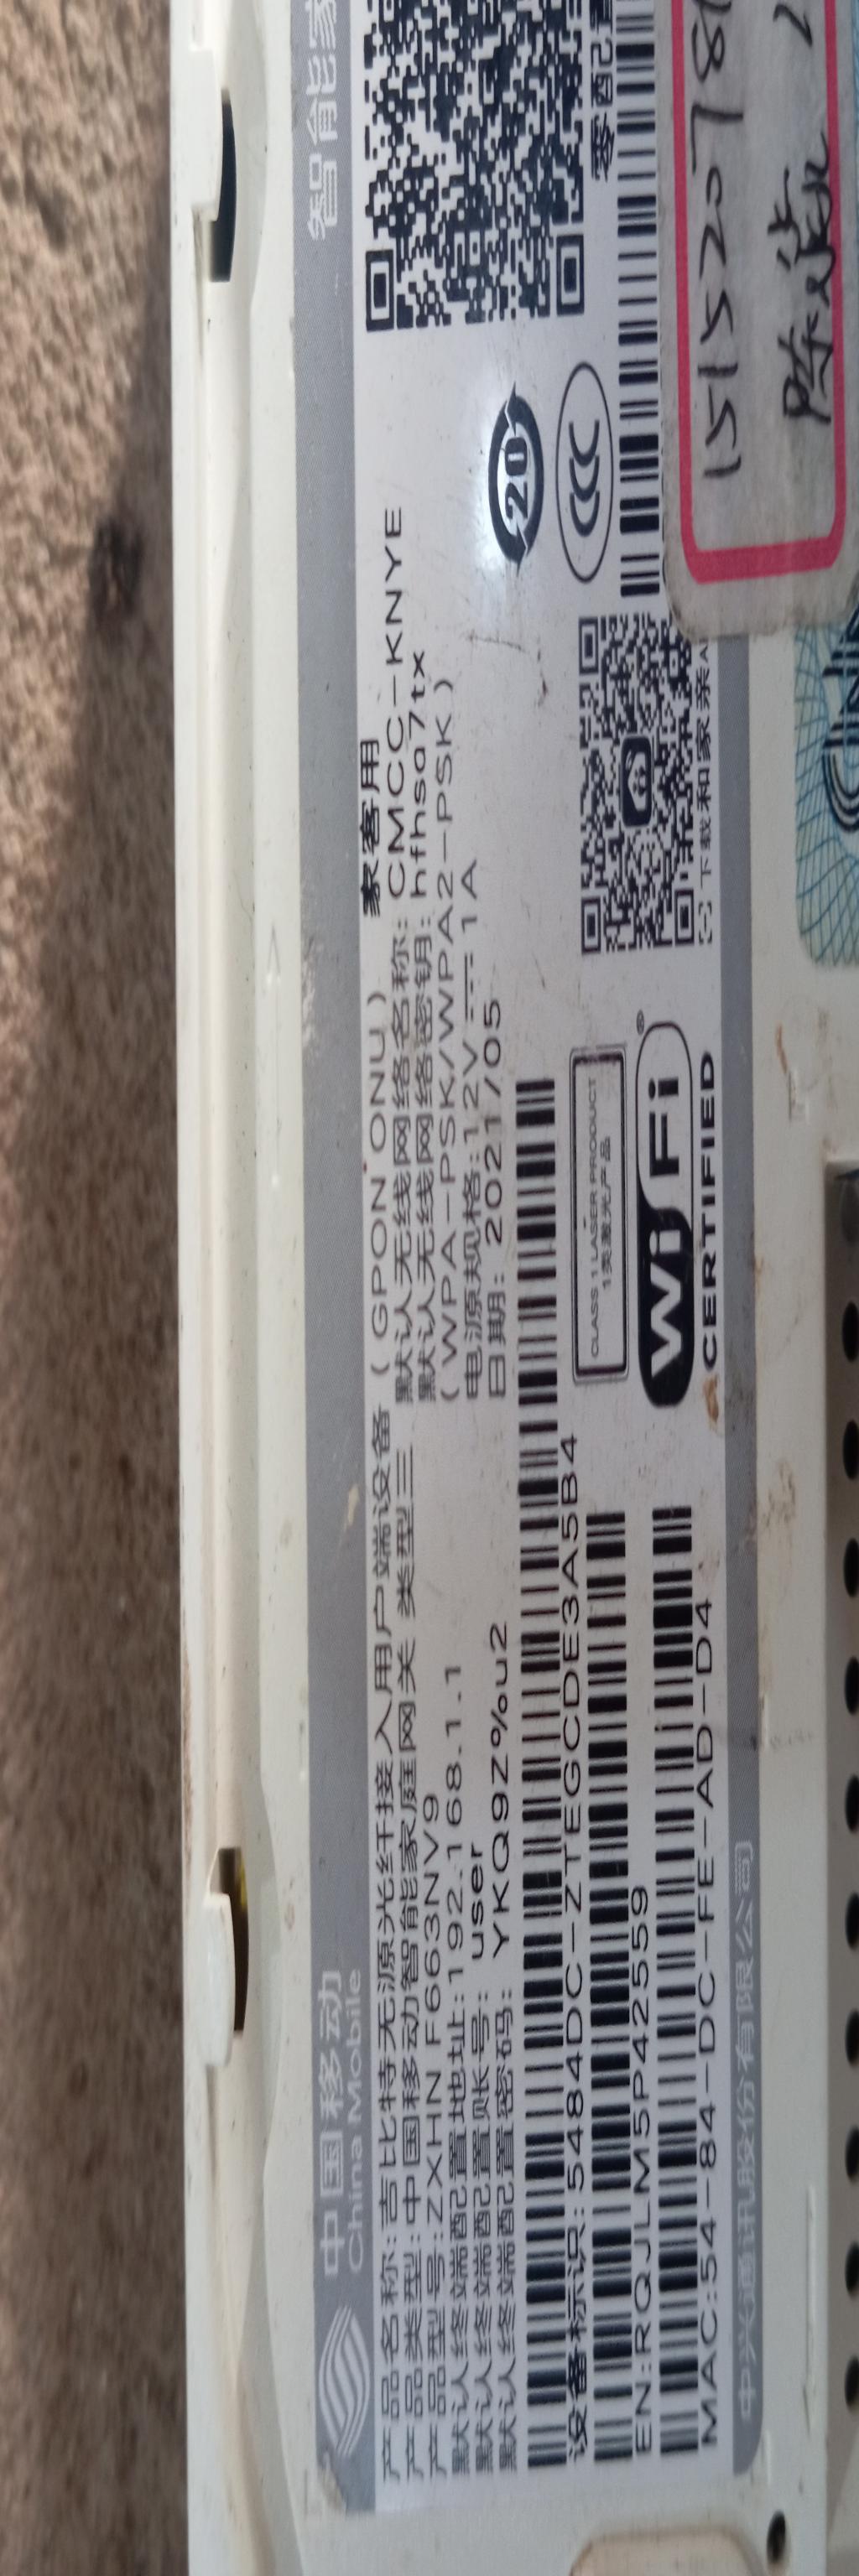 中国移动
China Mobile
智能家
产品名称:吉比特无源光纤接入用户端设备(GPON ONU)
家客用
产品类型:中国移动智能家庭网关 类型三
产品型号:ZXHN F663NV9
默认终端配置地址:192.168.1.1
默认终端配置账号: user
默认终端配置密码: YKQ9Z%u2
默认无线网络名称: CMCC-KNYE
默认无线网络密钥: hfhsa7tx
(WPA-PSK/WPA2-PSK)
电源规格:12V 1A
日期: 2021/05
设备标识: 5484DC-ZTEGCDE3A5B4
EN:RQJLM5P42559
MAC:54-84-DC-FE-AD-D4
中兴通讯股份有限公司
CLASS 1 LASER PRODUCT
1类激光产品
Wi Fi
CERTIFIED
20
CCC
下载和家亲A
零配置
15152078
陈